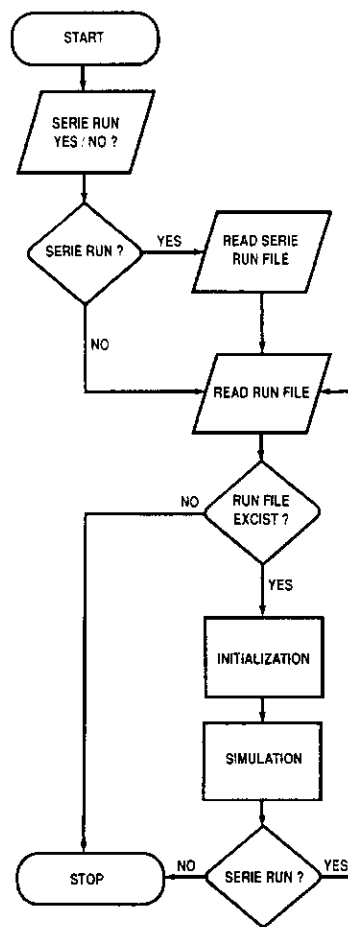 START
SERIE RUN
YES / NO ?
SERIE RUN ?
YES
READ SERIE
RUN FILE
NO
READ RUN FILE
NO
RUN FILE
EXCIST ?
YES
INITIALIZATION
SIMULATION
STOP
NO
SERIE RUN ?
YES